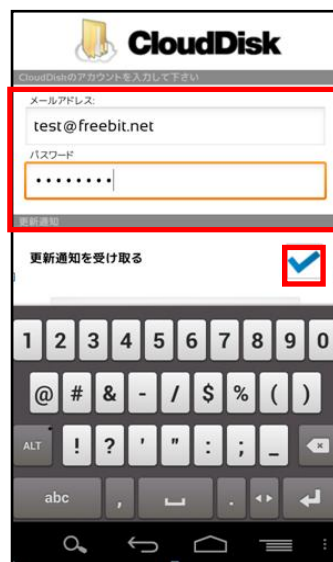 CloudDisk
CloudDiskのアカウントを入力して下さい
メールアドレス:
test@freebit.net
パスワード
••••••••
更新通知
更新通知を受け取る
1 2 3 4 5 6 7 8 9 0
@ # & - / $ % ( )
ALT ! ? ' " : ; _
abc , .